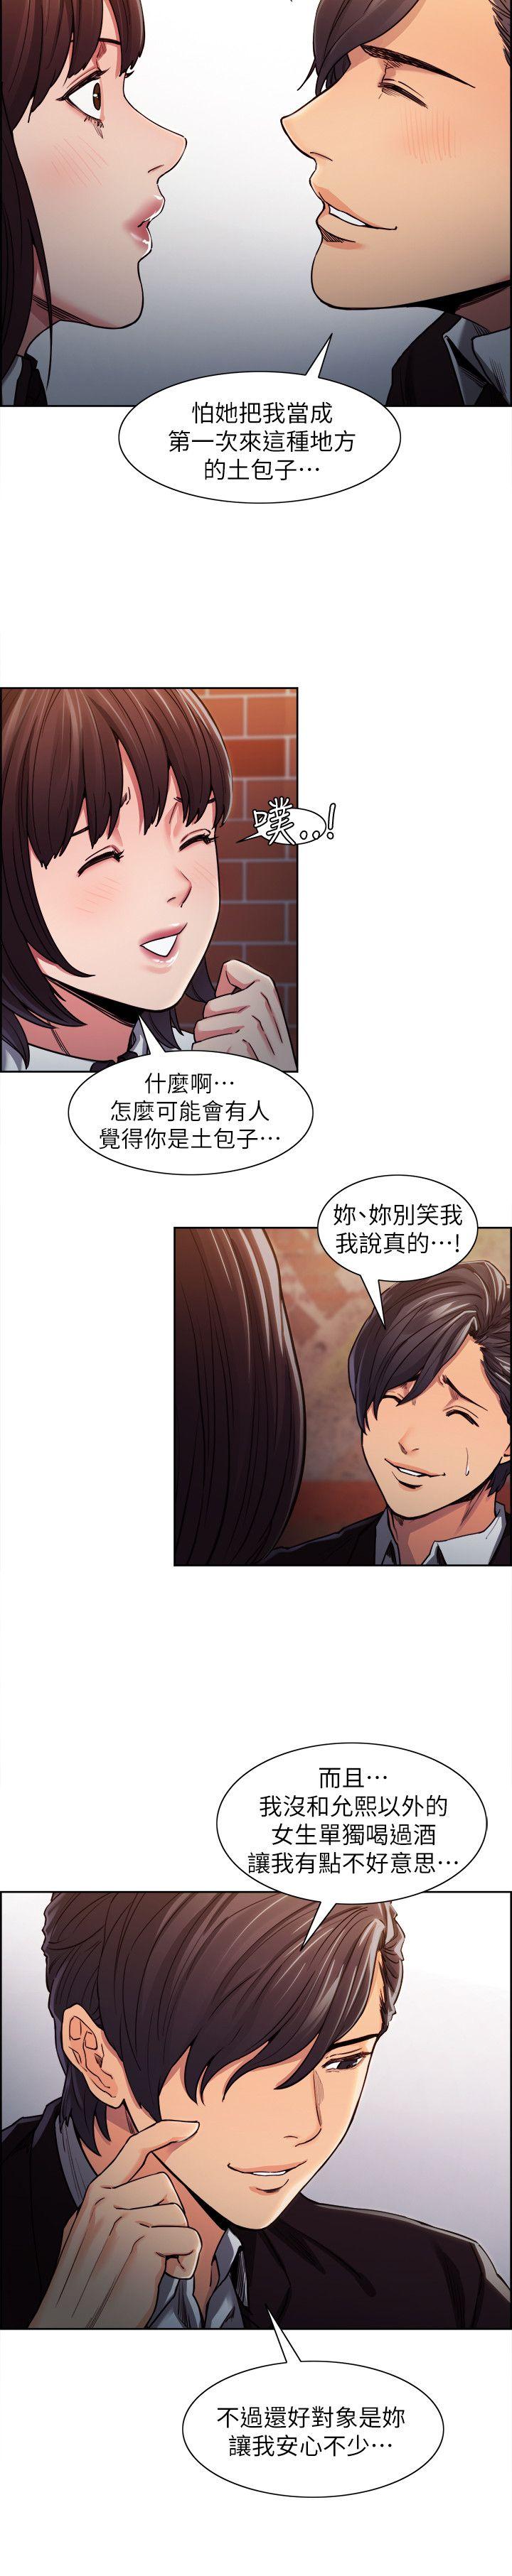 怕她把我當成
第一次來這種地方
的土包子…
噗..!
什麼啊…
怎麼可能會有人
覺得你是土包子…
妳、妳別笑我
我說真的…!
而且…
我沒和允熙以外的
女生單獨喝過酒
讓我有點不好意思…
不過還好對象是妳
讓我安心不少…